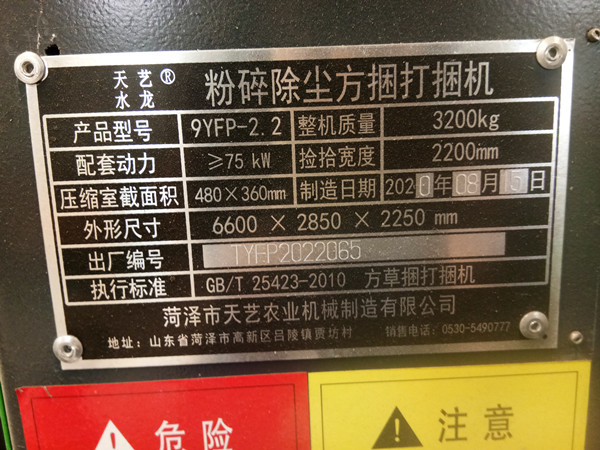 天艺水龙® 粉碎除尘方捆打捆机
产品型号 9YFP-2.2 整机质量 3200kg
配套动力 ≥75 kW 捡拾宽度 2200mm
压缩室截面积 480×360mm 制造日期 2020年08月15日
外形尺寸 6600 × 2850 × 2250 mm
出厂编号 TYFP2022065
执行标准 GB/T 25423-2010 方草捆打捆机
菏泽市天艺农业机械制造有限公司
地址：山东省菏泽市高新区吕陵镇贾坊村 销售电话：0530-5490777
危险 注意